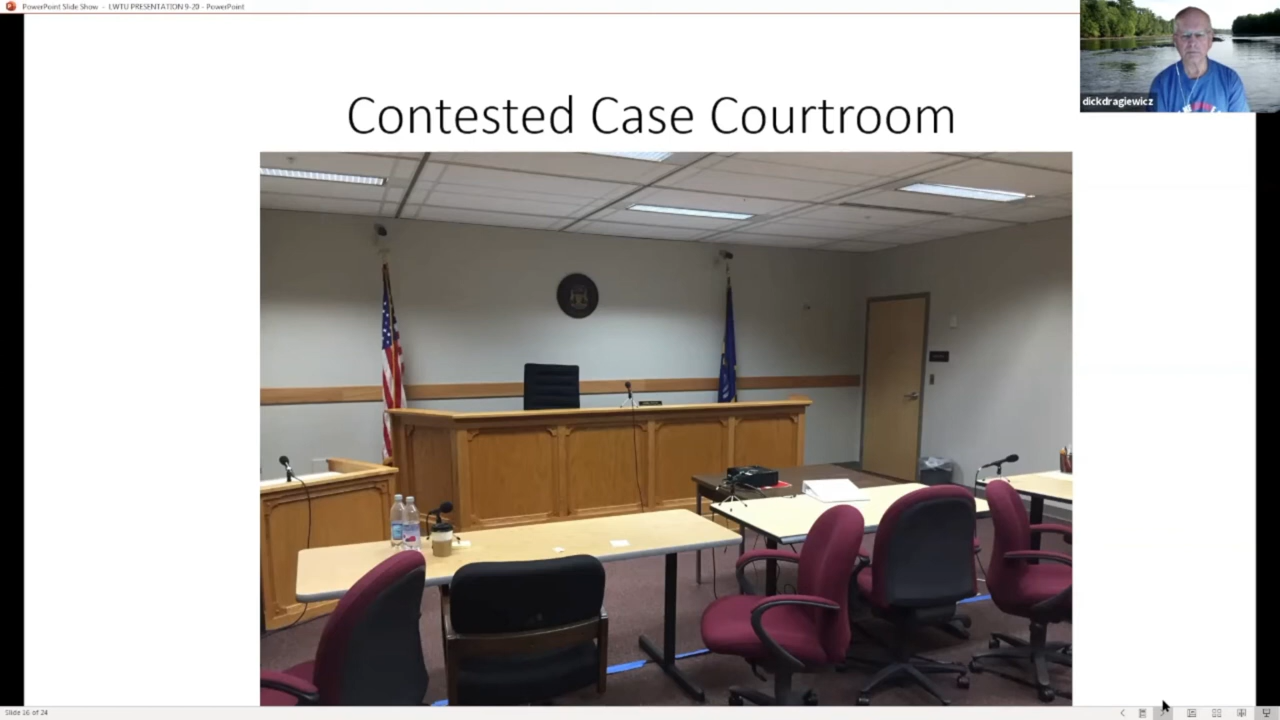 PowerPoint Slide Show - LWTU PRESENTATION 9-20 - PowerPoint
dickdragiewicz
Contested Case Courtroom
Slide 16 of 24